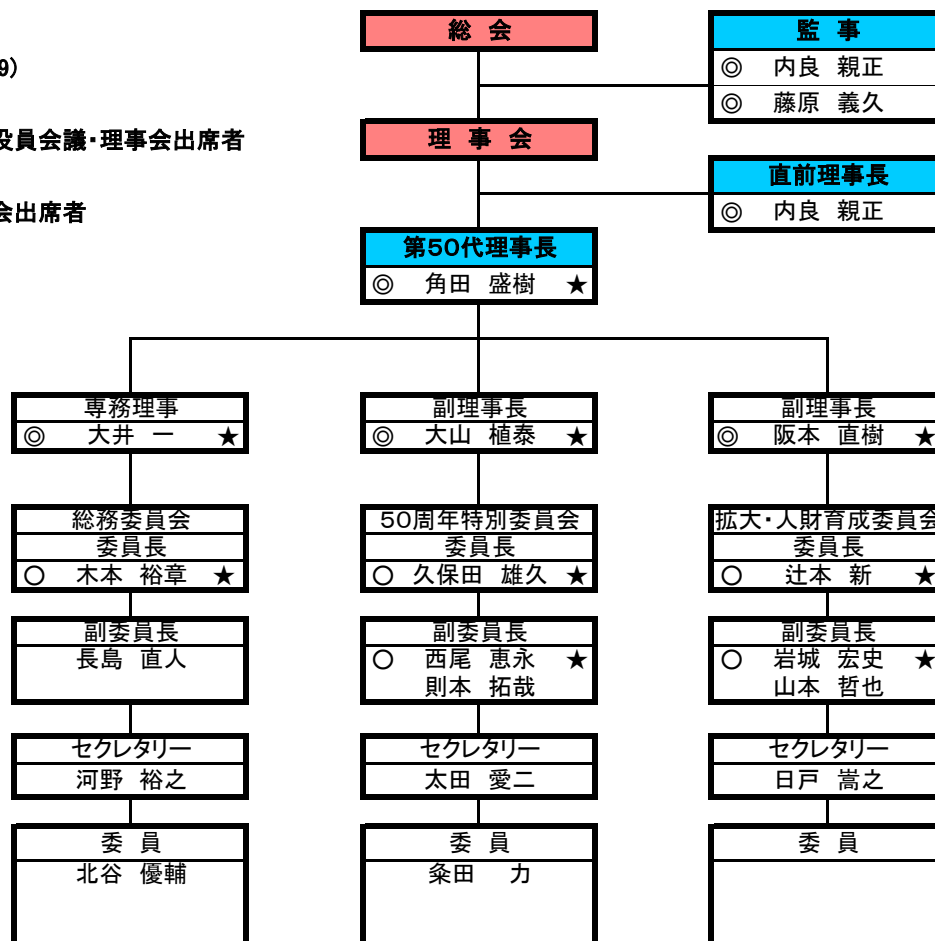 総 会
監 事
9)
◎ 内良 親正
◎ 藤原 義久
役員会議・理事会出席者
理 事 会
直前理事長
会出席者
◎ 内良 親正
第50代理事長
◎ 角田 盛樹 ★
専務理事
◎ 大井 一 ★
副理事長
◎ 大山 植泰 ★
副理事長
◎ 阪本 直樹 ★
総務委員会
委員長
○ 木本 裕章 ★
50周年特別委員会
委員長
○ 久保田 雄久 ★
拡大・人財育成委員会
委員長
○ 辻本 新 ★
副委員長
長島 直人
副委員長
○ 西尾 恵永 ★
則本 拓哉
副委員長
○ 岩城 宏史 ★
山本 哲也
セクレタリー
河野 裕之
セクレタリー
太田 愛二
セクレタリー
日戸 嵩之
委 員
北谷 優輔
委 員
粂田 力
委 員